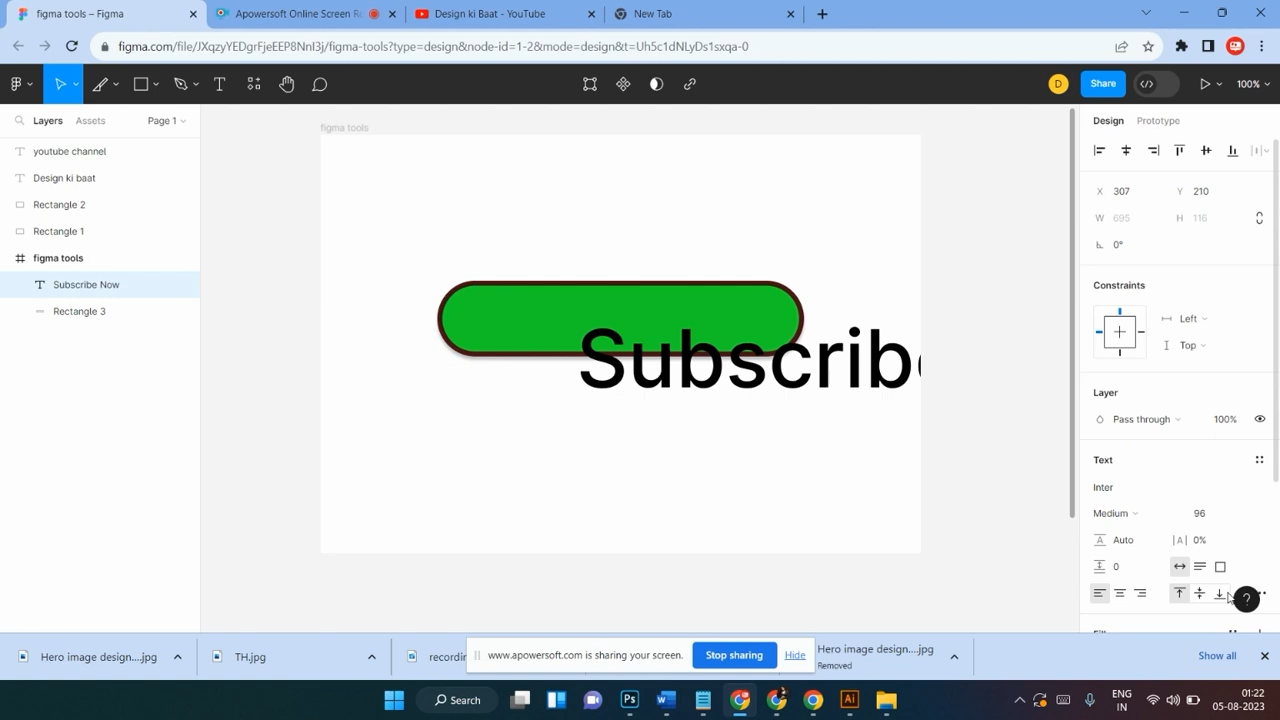 figma tools – Figma
Apowersoft Online Screen Re
Design ki Baat - YouTube
New Tab
figma.com/file/JXqzYEDgrFjeEEP8NnI3j/figma-tools?type=design&node-id=1-2&mode=design&t=Uh5c1dNLyDs1sxqa-0
D
Share
100%
Layers
Assets
Page 1
youtube channel
Design ki baat
Rectangle 2
Rectangle 1
figma tools
Subscribe Now
Rectangle 3
figma tools
Subscribe
Design
Prototype
X 307
Y 210
W 695
H 116
0°
Constraints
Left
Top
Layer
Pass through
100%
Text
Inter
Medium
96
Auto
|A| 0%
0
?
Hero image design....jpg
TH.jpg
www.apowersoft.com is sharing your screen.
Stop sharing
Hide
Hero image design....jpg
Removed
Show all
Search
ENG
IN
01:22
05-08-2023